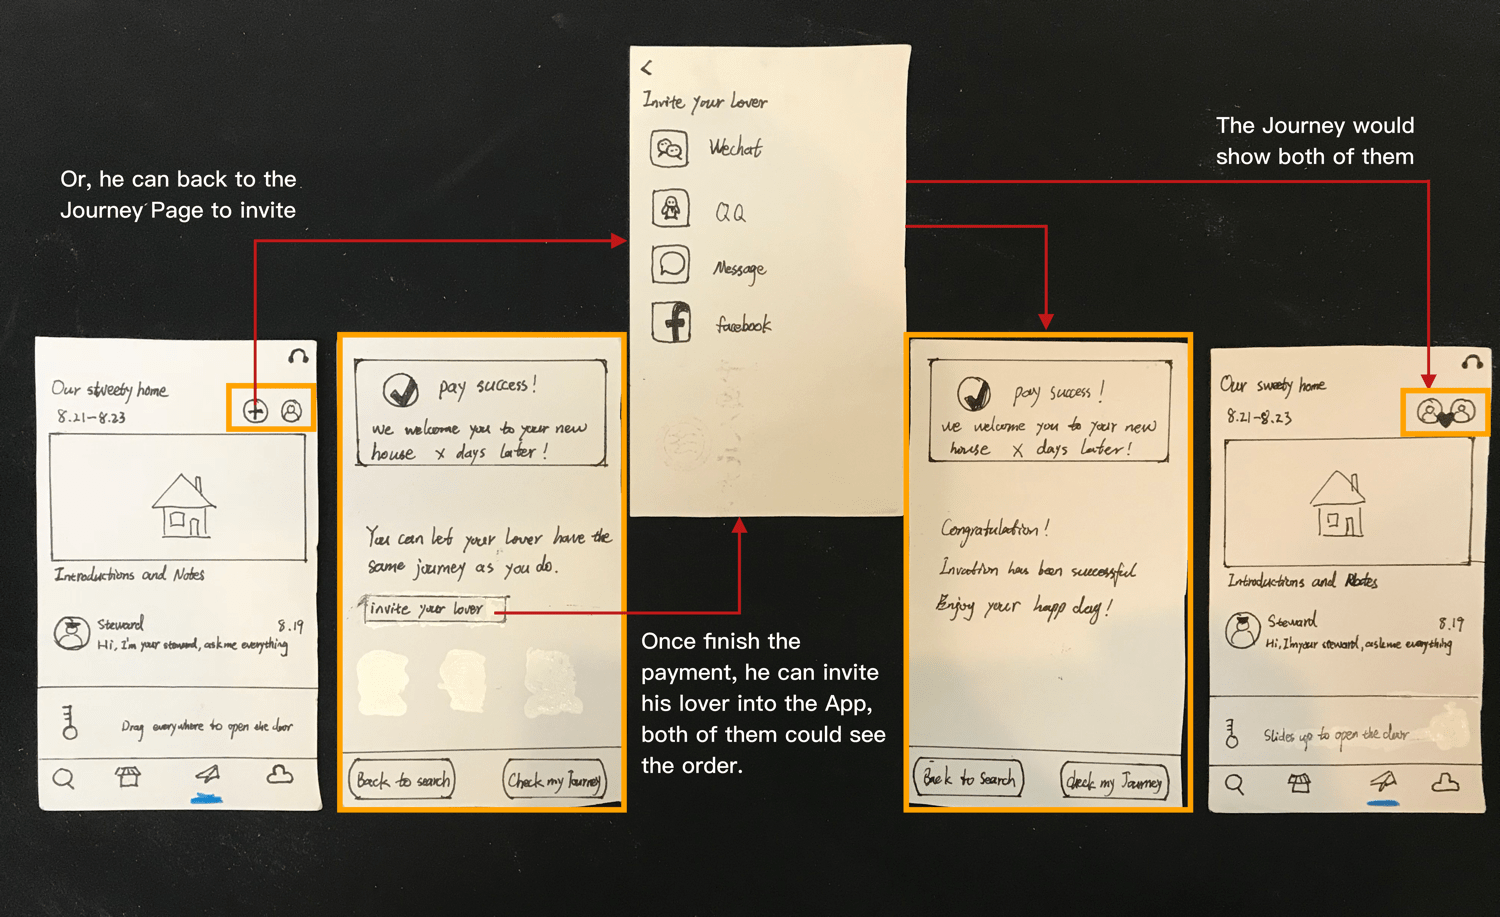 Or, he can back to the
Journey Page to invite
Our sweety home
8.21-8.23
Introductions and Notes
Steward
8.19
Hi, I'm your steward, ask me everything
Drag everywhere to open the door
pay success!
we welcome you to your new
house x days later!
You can let your lover have the
same journey as you do.
invite your lover
Back to search
Check my Journey
Invite your lover
Wechat
QQ
Message
facebook
Once finish the
payment, he can invite
his lover into the App,
both of them could see
the order.
pay success!
we welcome you to your new
house x days later!
Congratulation!
Invation has been successful
Enjoy your happ day!
Back to search
Check my Journey
The Journey would
show both of them
Our sweety home
8.21-8.23
Introductions and Notes
Steward
8.19
Hi, I'm your steward, ask me everything
Slides up to open the door